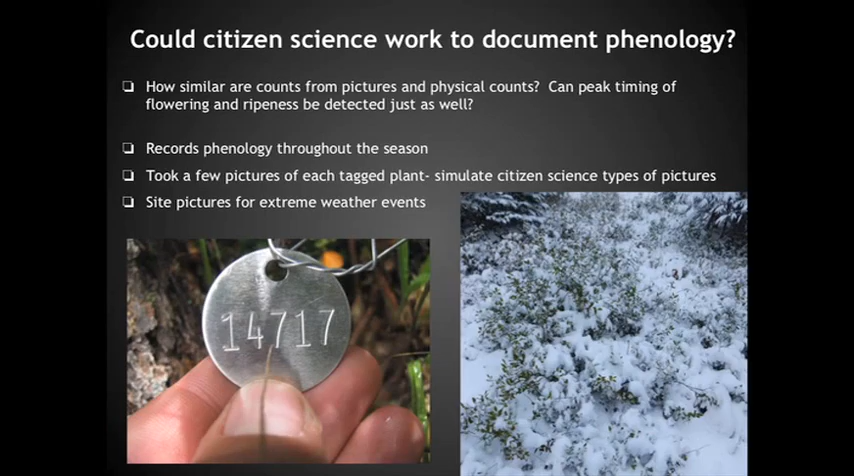 Could citizen science work to document phenology?
How similar are counts from pictures and physical counts? Can peak timing of
flowering and ripeness be detected just as well?
Records phenology throughout the season
Took a few pictures of each tagged plant- simulate citizen science types of pictures
Site pictures for extreme weather events
14717